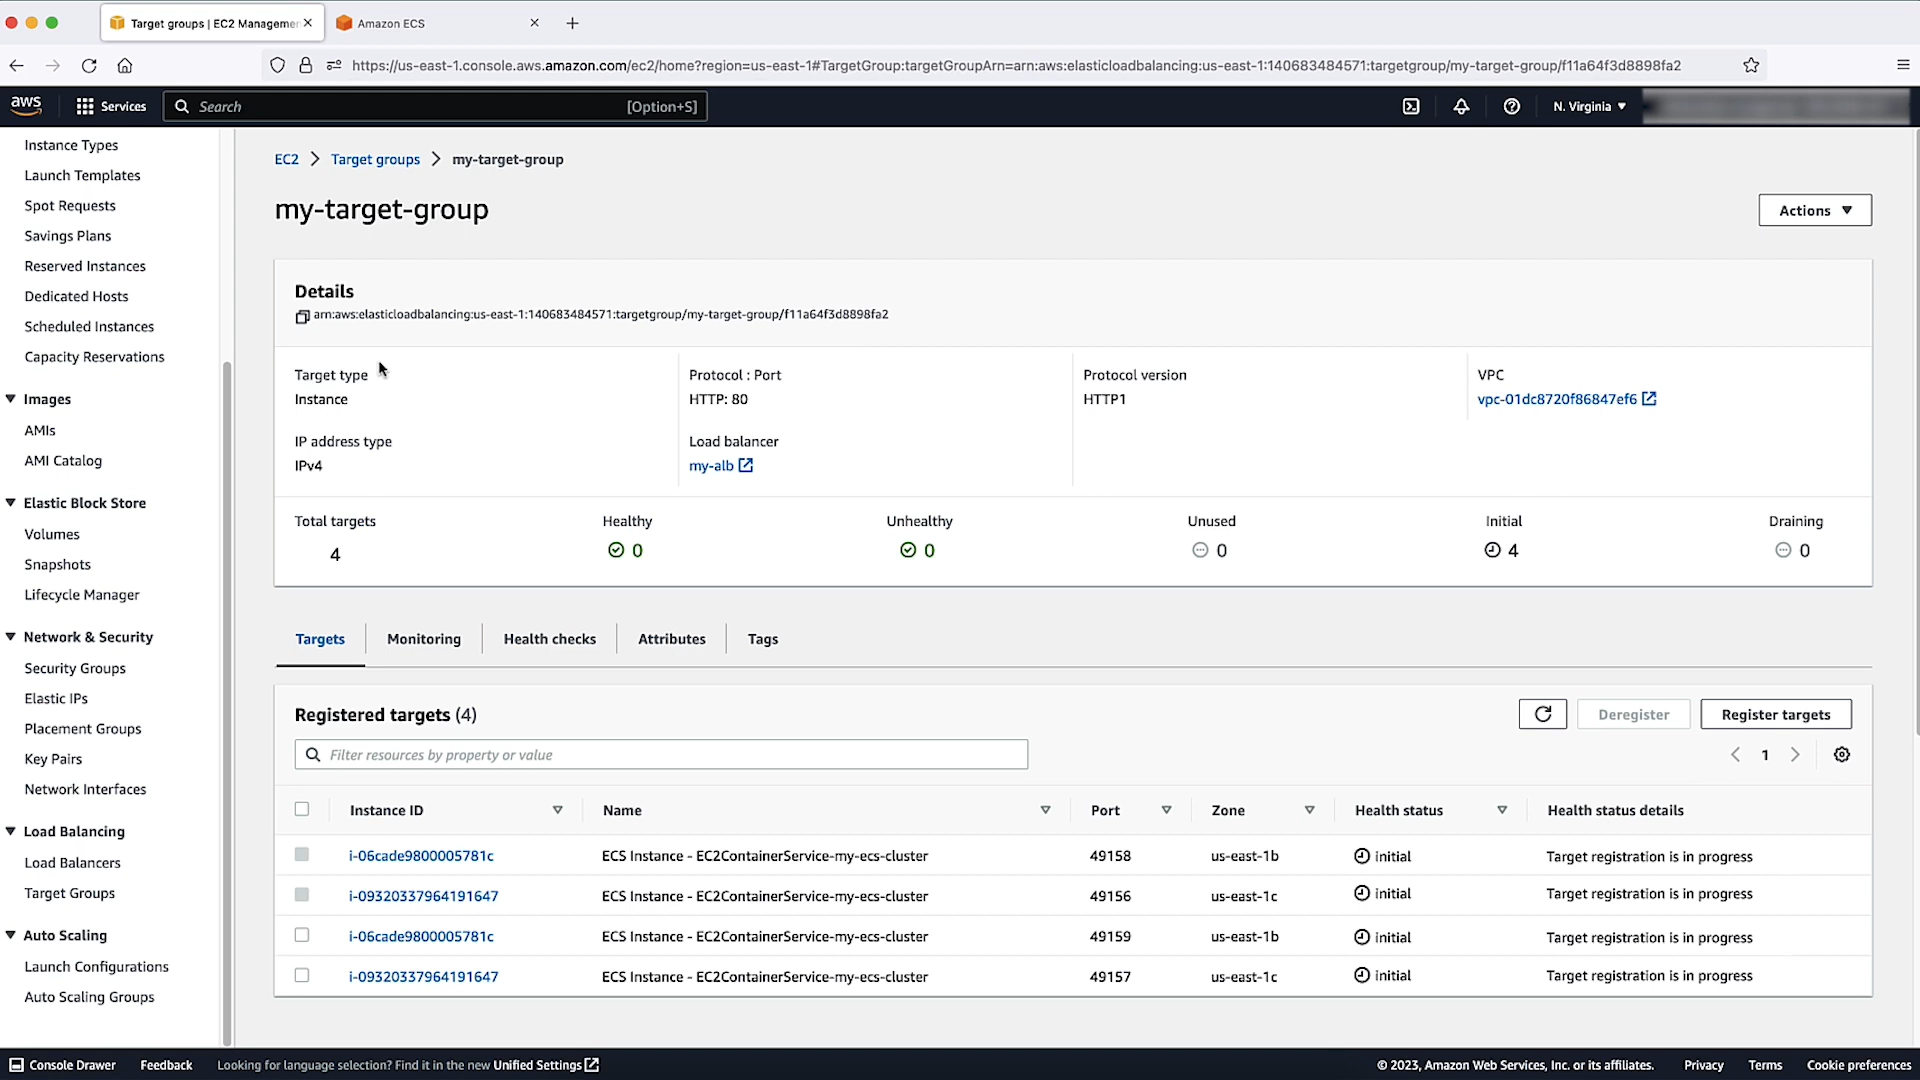 Target groups | EC2 Managemen
Amazon ECS
https://us-east-1.console.aws.amazon.com/ec2/home?region=us-east-1#TargetGroup:targetGroupArn=arn:aws:elasticloadbalancing:us-east-1:140683484571:targetgroup/my-target-group/f11a64f3d8898fa2
aws
Services
Search
[Option+S]
N. Virginia
Instance Types
Launch Templates
Spot Requests
Savings Plans
Reserved Instances
Dedicated Hosts
Scheduled Instances
Capacity Reservations
Images
AMIs
AMI Catalog
Elastic Block Store
Volumes
Snapshots
Lifecycle Manager
Network & Security
Security Groups
Elastic IPs
Placement Groups
Key Pairs
Network Interfaces
Load Balancing
Load Balancers
Target Groups
Auto Scaling
Launch Configurations
Auto Scaling Groups
EC2 > Target groups > my-target-group
my-target-group
Actions
Details
arn:aws:elasticloadbalancing:us-east-1:140683484571:targetgroup/my-target-group/f11a64f3d8898fa2
Target type
Instance
Protocol : Port
HTTP: 80
Protocol version
HTTP1
VPC
vpc-01dc8720f86847ef6
IP address type
IPv4
Load balancer
my-alb
Total targets
4
Healthy
0
Unhealthy
0
Unused
0
Initial
4
Draining
0
Targets
Monitoring
Health checks
Attributes
Tags
Registered targets (4)
Deregister
Register targets
Filter resources by property or value
1
Instance ID Name Port Zone Health status Health status details
i-06cade9800005781c ECS Instance - EC2ContainerService-my-ecs-cluster 49158 us-east-1b initial Target registration is in progress
i-09320337964191647 ECS Instance - EC2ContainerService-my-ecs-cluster 49156 us-east-1c initial Target registration is in progress
i-06cade9800005781c ECS Instance - EC2ContainerService-my-ecs-cluster 49159 us-east-1b initial Target registration is in progress
i-09320337964191647 ECS Instance - EC2ContainerService-my-ecs-cluster 49157 us-east-1c initial Target registration is in progress
Console Drawer
Feedback
Looking for language selection? Find it in the new Unified Settings
© 2023, Amazon Web Services, Inc. or its affiliates.
Privacy
Terms
Cookie preferences